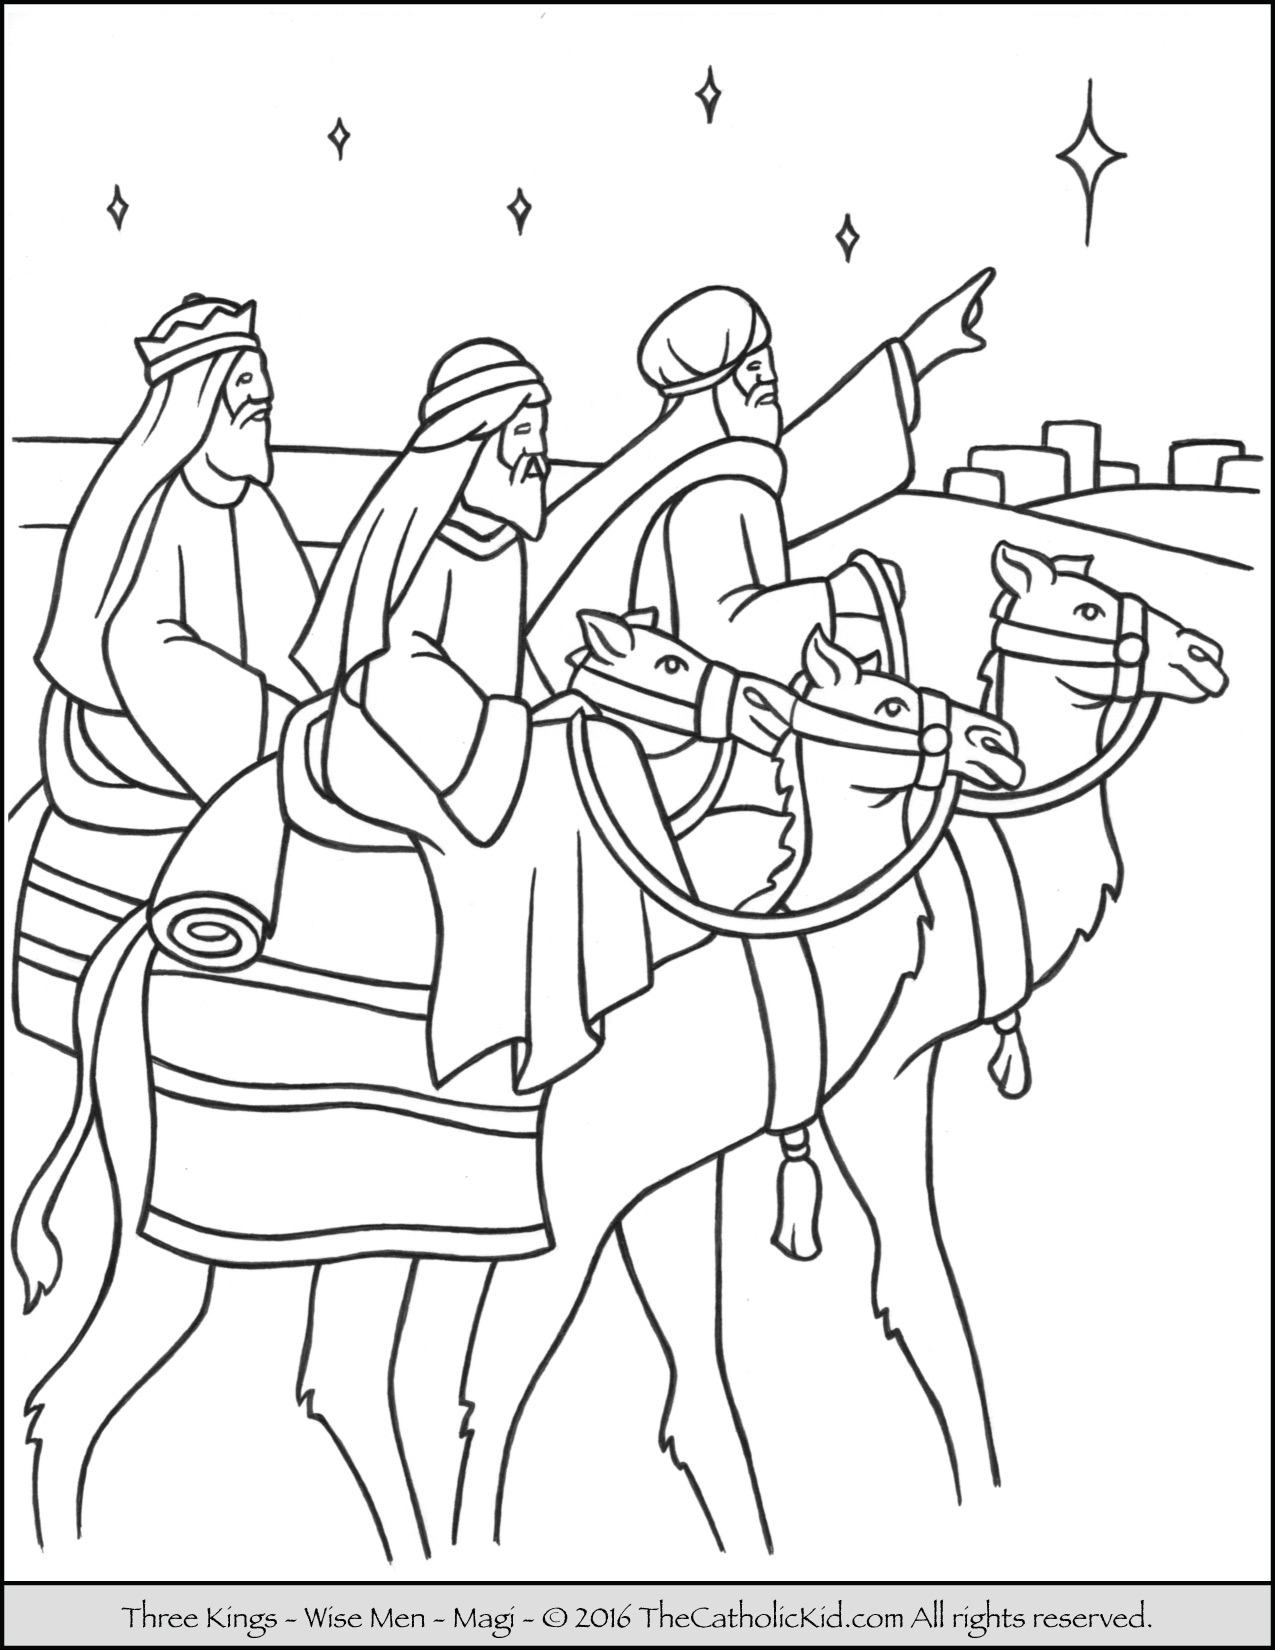 Three Kings - Wise Men - Magi - © 2016 TheCatholicKid.com All rights reserved.